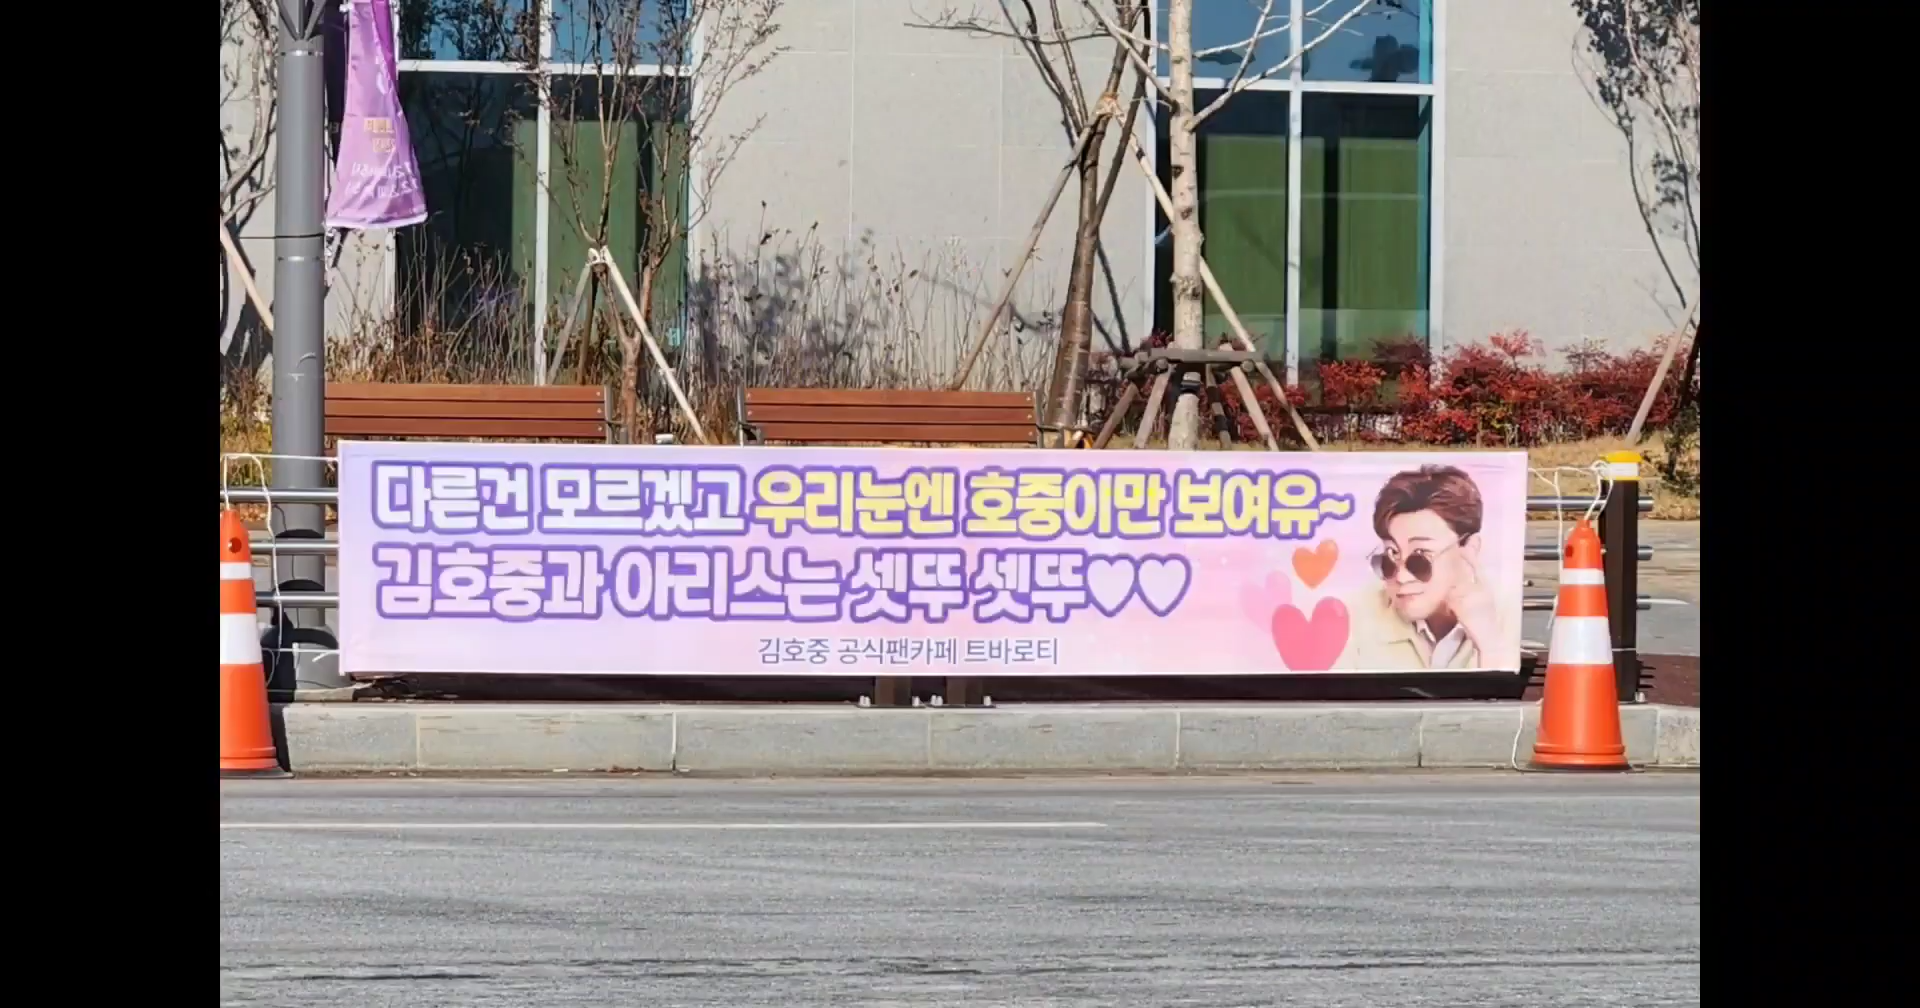 다른건 모르겠고 우리눈엔 호중이만 보여유~
김호중과 아리스는 셋뚜 셋뚜♥♥
김호중 공식팬카페 트바로티